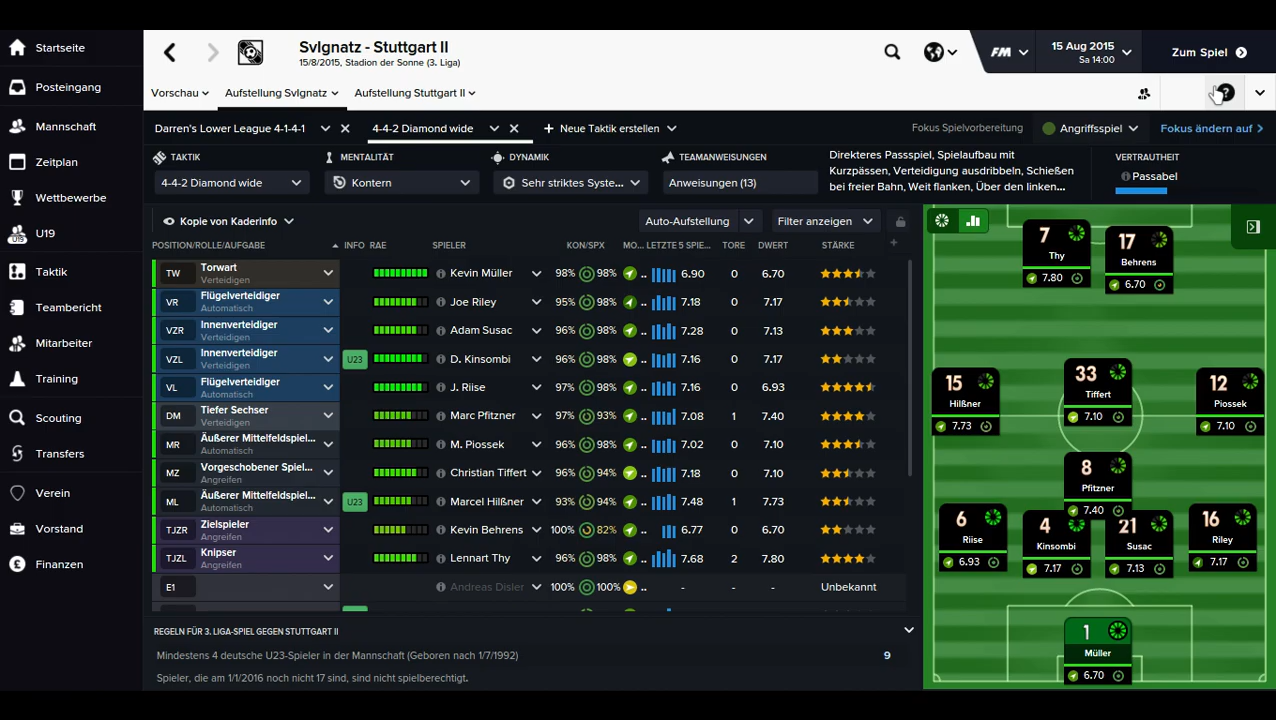 Startseite
Posteingang
Mannschaft
Zeitplan
Wettbewerbe
U19
U19
Taktik
Teambericht
Mitarbeiter
Training
Scouting
Transfers
Verein
Vorstand
£ Finanzen
SvIgnatz - Stuttgart II
15/8/2015, Stadion der Sonne (3. Liga)
FM
15 Aug 2015
Sa 14:00
Zum Spiel
Vorschau
Aufstellung SvIgnatz
Aufstellung Stuttgart II
?
Darren's Lower League 4-1-4-1
4-4-2 Diamond wide
Neue Taktik erstellen
Fokus Spielvorbereitung
Angriffsspiel
Fokus ändern auf
TAKTIK
4-4-2 Diamond wide
MENTALITÄT
Kontern
DYNAMIK
Sehr striktes Syste...
TEAMANWEISUNGEN
Anweisungen (13)
Direkteres Passspiel, Spielaufbau mit
Kurzpässen, Verteidigung ausdribbeln, Schießen
bei freier Bahn, Weit flanken, Über den linken...
VERTRAUTHEIT
Passabel
Kopie von Kaderinfo
Auto-Aufstellung
Filter anzeigen
POSITION/ROLLE/AUFGABE INFO RAE SPIELER KON/SPX MO... LETZTE 5 SPIE... TORE DWERT STÄRKE
TW Torwart Verteidigen Kevin Müller 98% 98% 6.90 0 6.70
VR Flügelverteidiger Automatisch Joe Riley 95% 98% .. 7.18 0 7.17
VZR Innenverteidiger Verteidigen Adam Susac 96% 98% .. 7.28 0 7.13
VZL Innenverteidiger Verteidigen U23 D. Kinsombi 96% 98% .. 7.16 0 7.17
VL Flügelverteidiger Automatisch J. Riise 97% 98% .. 7.16 0 6.93
DM Tiefer Sechser Verteidigen Marc Pfitzner 97% 93% .. 7.08 1 7.40
MR Äußerer Mittelfeldspiel... Automatisch M. Piossek 96% 94% .. 7.02 0 7.10
MZ Vorgeschobener Spiel... Verteidigen Christian Tiffert 96% 94% .. 7.18 0 7.10
ML Äußerer Mittelfeldspiel... Automatisch U23 Marcel Hilßner 93% 94% .. 7.48 1 7.73
TJZR Zielspieler Angreifen Kevin Behrens 100% 82% .. 6.77 0 6.70
TJZL Knipser Angreifen Lennart Thy 96% 98% .. 7.68 2 7.80
E1 Andreas Disler 100% 100% .. - - - Unbekannt
REGELN FÜR 3. LIGA-SPIEL GEGEN STUTTGART II
Mindestens 4 deutsche U23-Spieler in der Mannschaft (Geboren nach 1/7/1992) 9
Spieler, die am 1/1/2016 noch nicht 17 sind, sind nicht spielberechtigt.
7
Thy
7.80
17
Behrens
6.70
15
Hilßner
7.73
33
Tiffert
7.10
12
Piossek
7.10
8
Pfitzner
7.40
6
Riise
6.93
4
Kinsombi
7.17
21
Susac
7.13
16
Riley
7.17
1
Müller
6.70